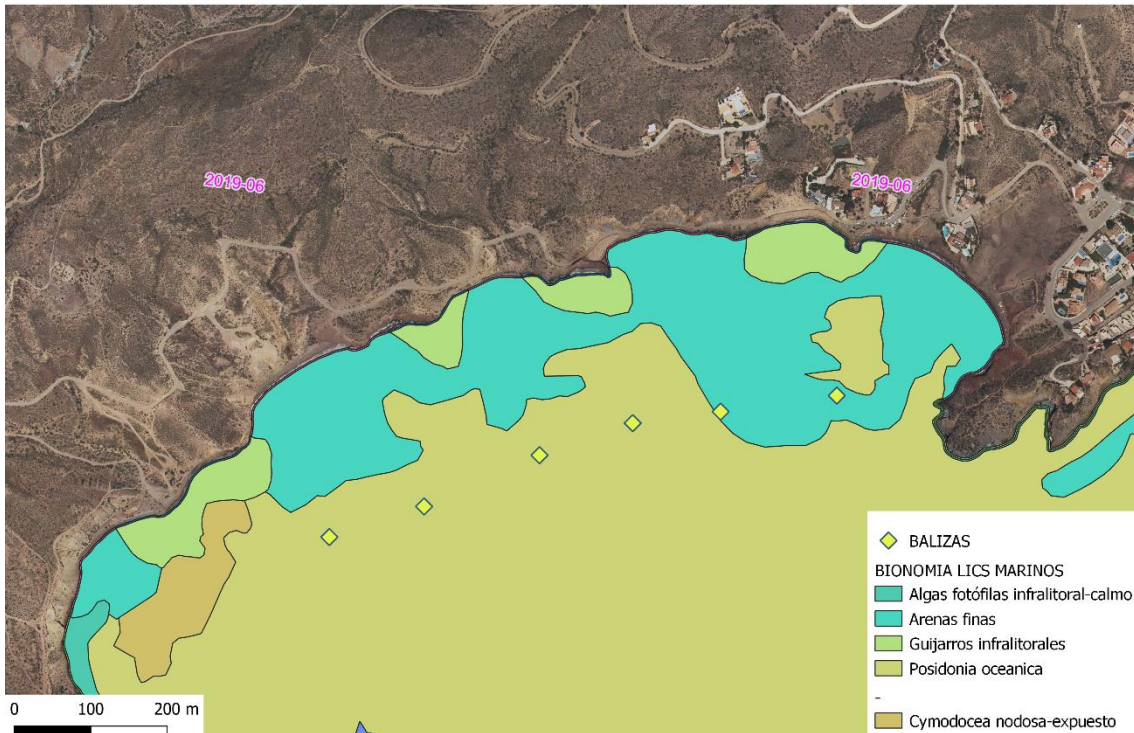 2019-06
2019-06
BALIZAS
BIONOMIA LICS MARINOS
Algas fotófilas infralitoral-calmo
Arenas finas
Guijarros infralitorales
Posidonia oceanica
-
Cymodocea nodosa-expuesto
0 100 200 m